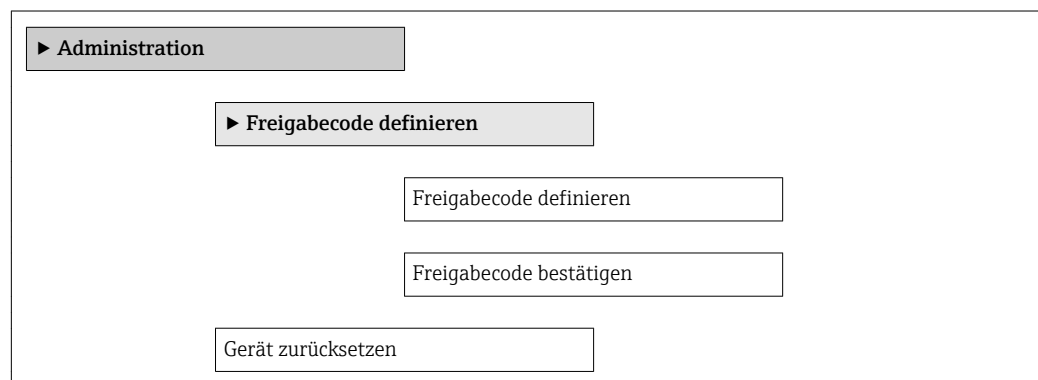 ▶ Administration
▶ Freigabecode definieren
Freigabecode definieren
Freigabecode bestätigen
Gerät zurücksetzen